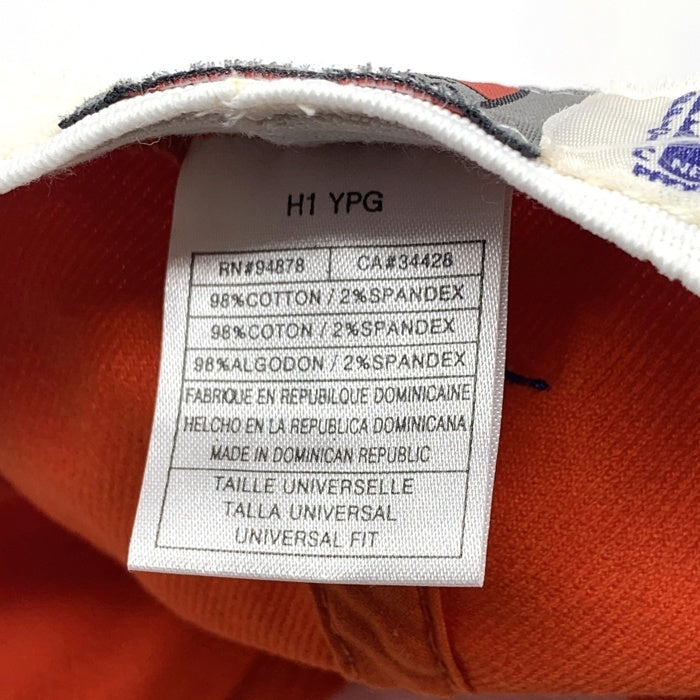 H1 YPG
RN#94878 CA#34428
98%COTTON / 2%SPANDEX
98%COTON / 2%SPANDEX
98%ALGODON / 2%SPANDEX
FABRIQUE EN REPUBILQUE DOMINICAINE
HELCHO EN LA REPUBLICA DOMINICANA
MADE IN DOMINICAN REPUBLIC
TAILLE UNIVERSELLE
TALLA UNIVERSAL
UNIVERSAL FIT